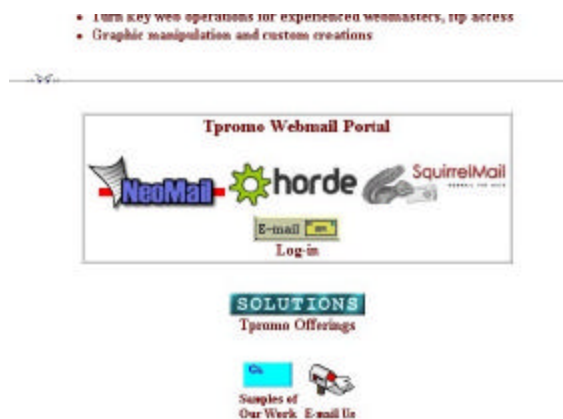 Turn Key web operations for experienced webmasters, ftp access
Graphic manipulation and custom creations
Tpromo Webmail Portal
NeoMail horde SquirrelMail
E-mail
Log-in
SOLUTIONS
Tpromo Offerings
Samples of
Our Work E-mail Us